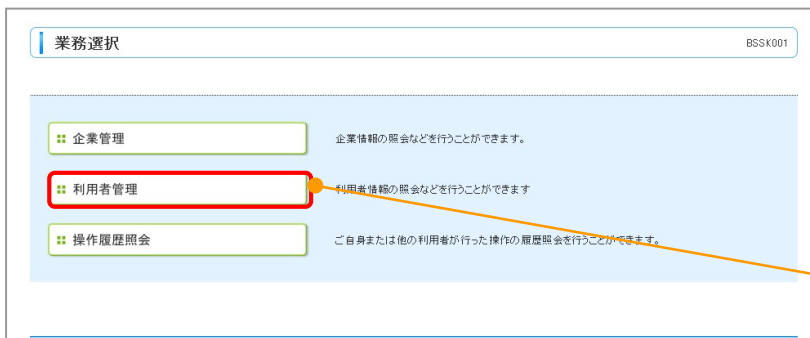 業務選択
BSSK001
企業管理
企業情報の照会などを行うことができます。
利用者管理
利用者情報の照会などを行うことができます
操作履歴照会
ご自身または他の利用者が行った操作の履歴照会を行うことができます。